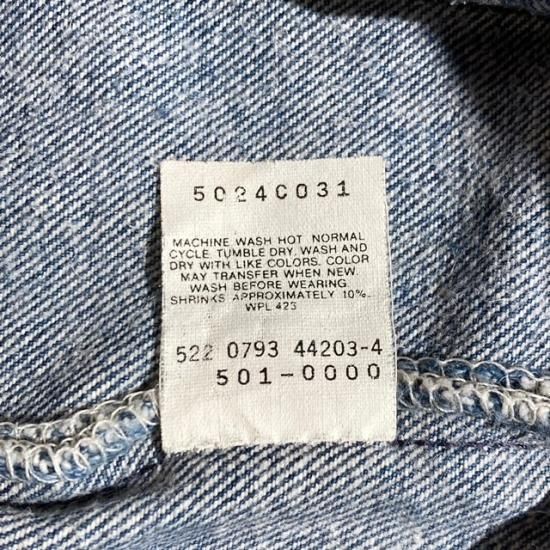 5024C031
MACHINE WASH HOT NORMAL
CYCLE. TUMBLE DRY. WASH AND
DRY WITH LIKE COLORS. COLOR
MAY TRANSFER WHEN NEW.
WASH BEFORE WEARING.
SHRINKS APPROXIMATELY 10%.
WPL 423
522 0793 44203-4
501-0000